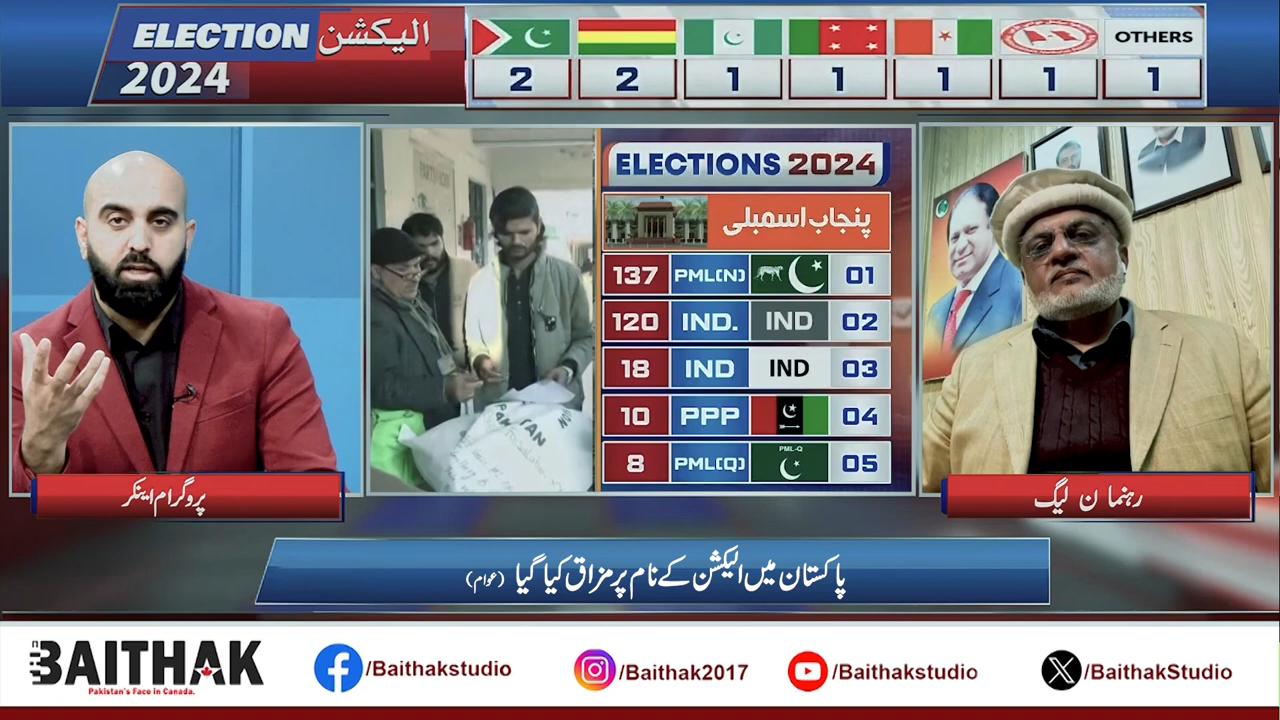 ELECTION الیکشن
2024
OTHERS
2 2 1 1 1 1 1
ELECTIONS 2024
پنجاب اسمبلی
137 PML(N) 01
120 IND. IND 02
18 IND IND 03
10 PPP 04
8 PML(Q) PML-Q 05
پروگرام اینکر
رہنما ن لیگ
پاکستان میں الیکشن کے نام پر مزاق کیا گیا (عوام)
BAITHAK
Pakistan's Face in Canada.
/Baithakstudio
/Baithak2017
/Baithakstudio
/BaithakStudio